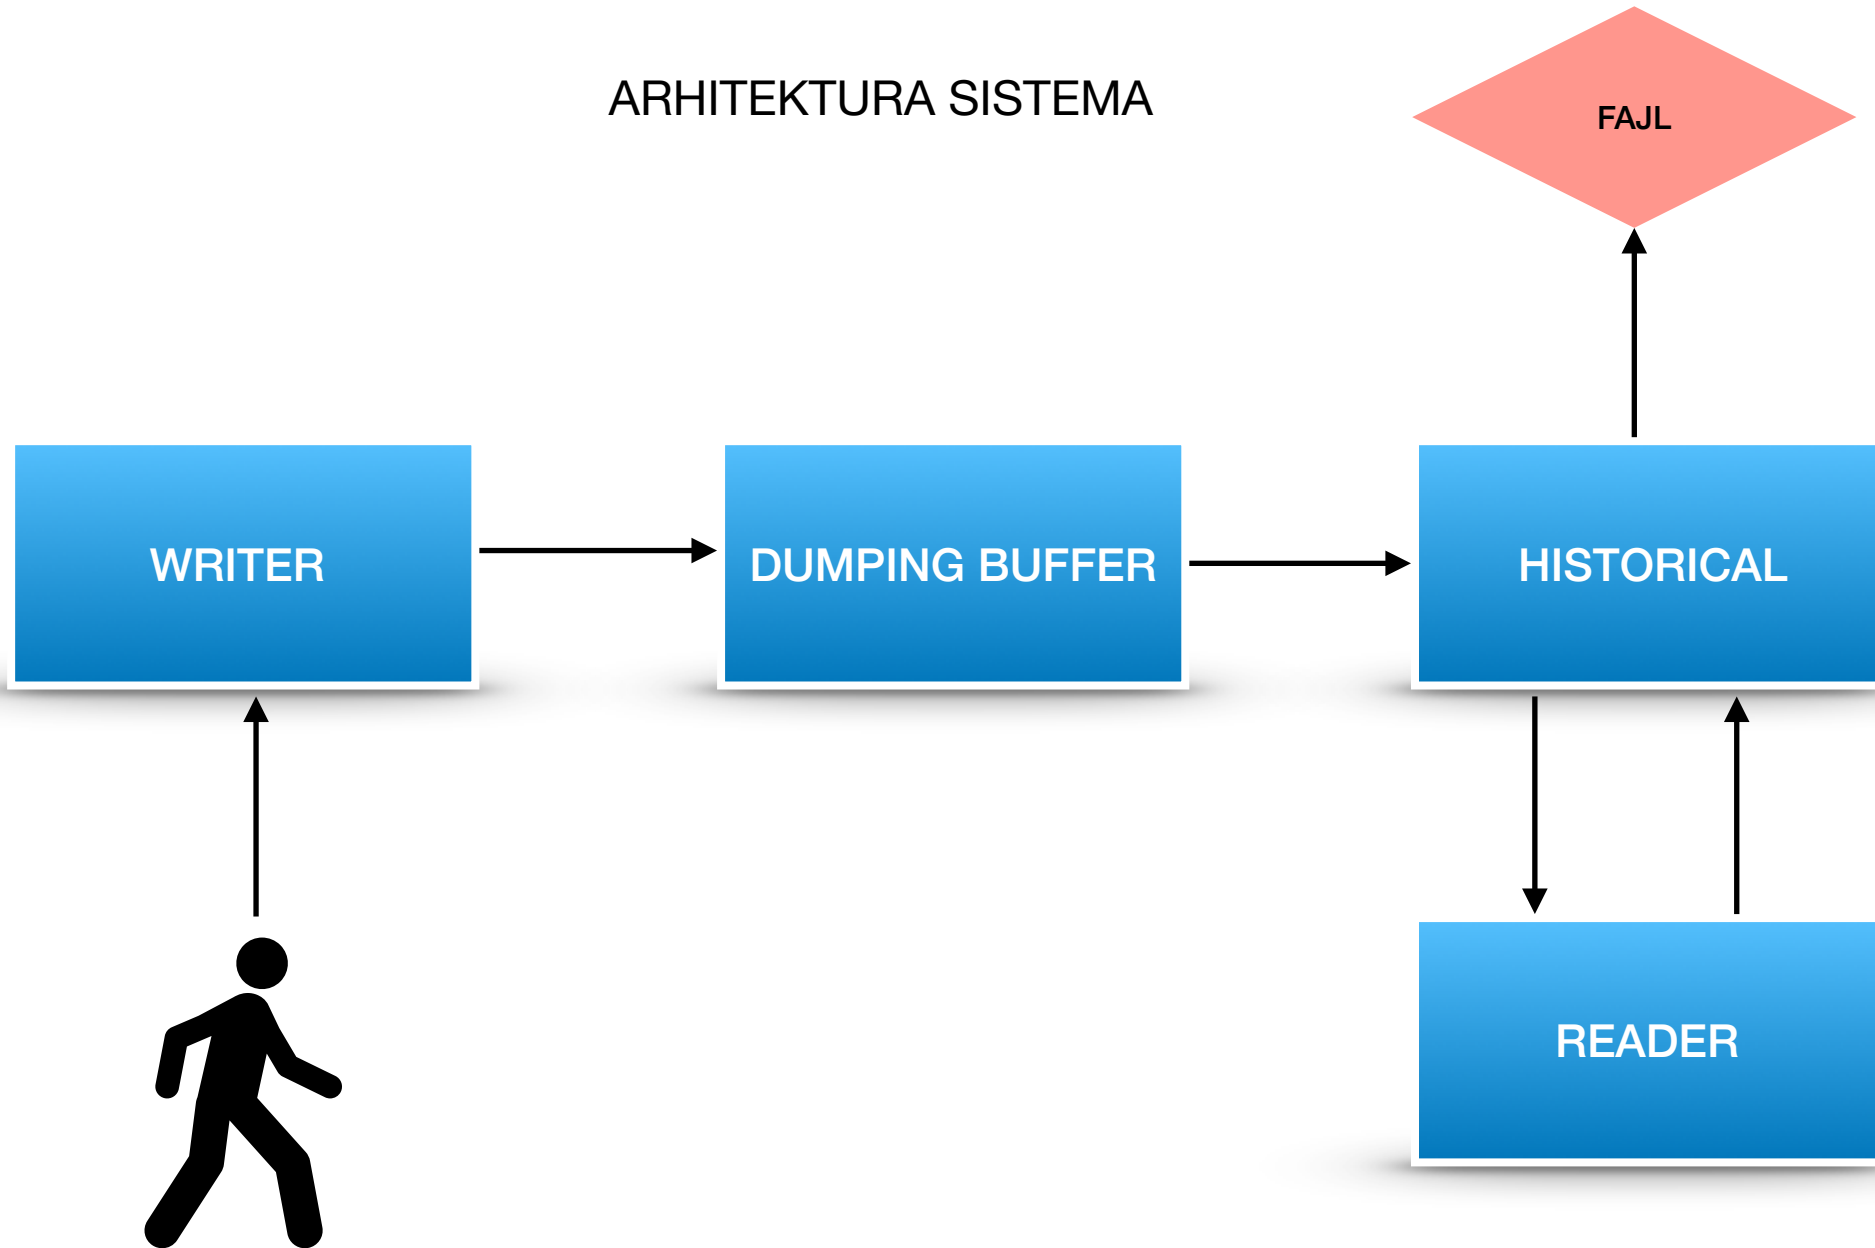 ARHITEKTURA SISTEMA
FAJL
WRITER
DUMPING BUFFER
HISTORICAL
READER